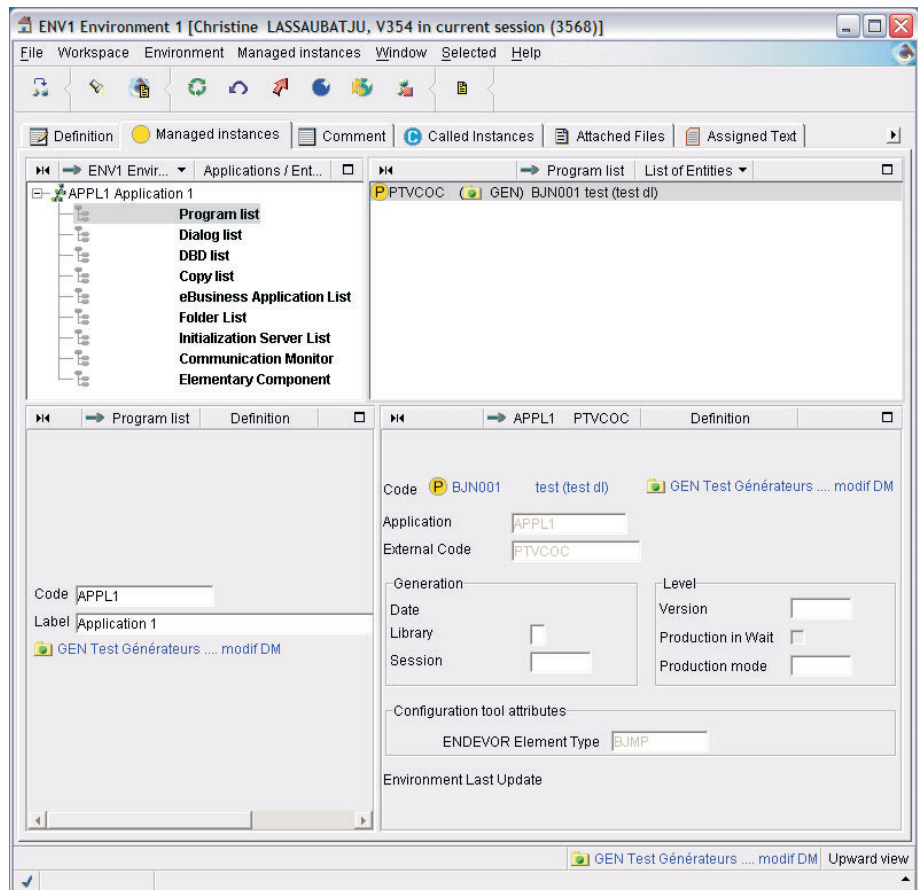 ENV1 Environment 1 [Christine LASSAUBATJU, V354 in current session (3568)]
File Workspace Environment Managed instances Window Selected Help
Definition Managed instances Comment Called Instances Attached Files Assigned Text
ENV1 Envir... Applications / Ent...
APPL1 Application 1
Program list
Dialog list
DBD list
Copy list
eBusiness Application List
Folder List
Initialization Server List
Communication Monitor
Elementary Component
Program list List of Entities
P PTVCOC ( GEN) BJN001 test (test dl)
Program list Definition
Code APPL1
Label Application 1
GEN Test Générateurs .... modif DM
APPL1 PTVCOC Definition
Code P BJN001 test (test dl) GEN Test Générateurs .... modif DM
Application APPL1
External Code PTVCOC
Generation
Date
Library
Session
Level
Version
Production in Wait
Production mode
Configuration tool attributes
ENDEVOR Element Type BJMP
Environment Last Update
GEN Test Générateurs .... modif DM Upward view